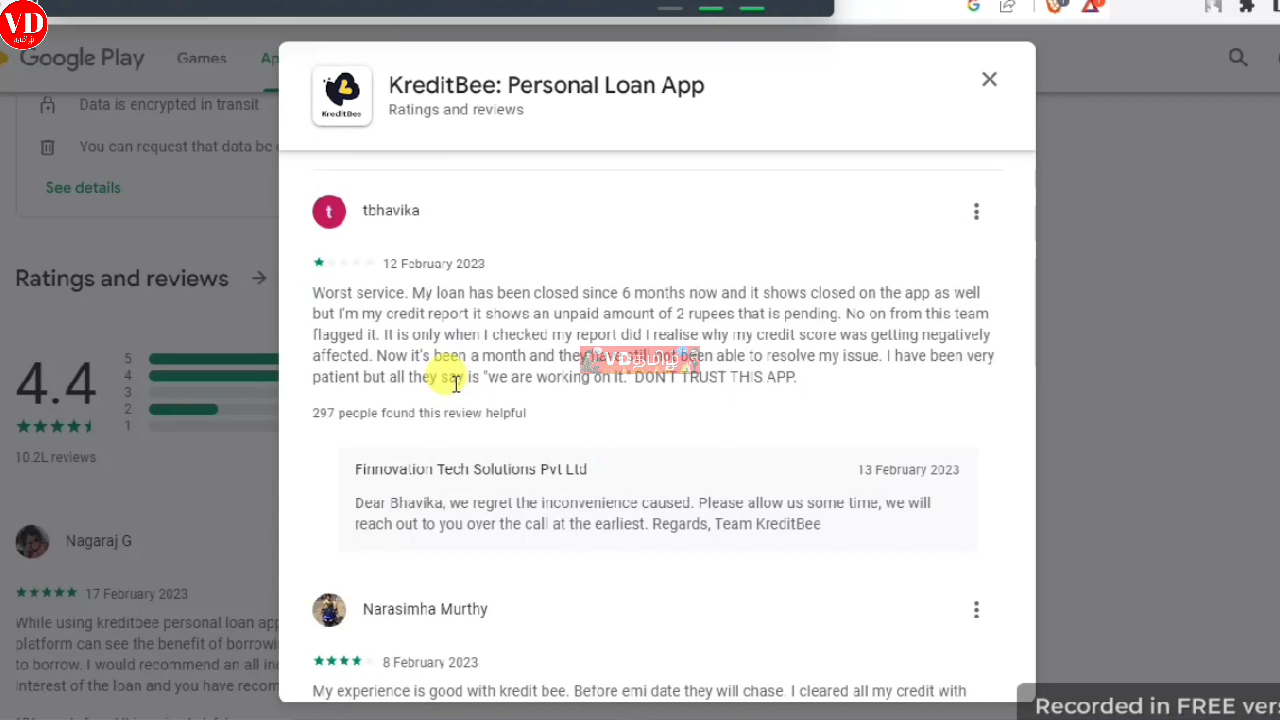 VD
தமிழ்
Google Play
Games
Ap
Data is encrypted in transit
You can request that data be
See details
Ratings and reviews
4.4
5
4
3
2
1
10.2L reviews
Nagaraj G
17 February 2023
While using kreditbee personal loan app
platform can see the benefit of borrowin
to borrow. I would recommend an all in
interest of the loan and you have recom
KreditBee
KreditBee: Personal Loan App
Ratings and reviews
t
tbhavika
12 February 2023
Worst service. My loan has been closed since 6 months now and it shows closed on the app as well
but I'm my credit report it shows an unpaid amount of 2 rupees that is pending. No on from this team
flagged it. It is only when I checked my report did I realise why my credit score was getting negatively
affected. Now it's been a month and they have still not been able to resolve my issue. I have been very
VDதமிழ்
patient but all they say is "we are working on it." DON'T TRUST THIS APP.
297 people found this review helpful
Finnovation Tech Solutions Pvt Ltd
13 February 2023
Dear Bhavika, we regret the inconvenience caused. Please allow us some time, we will
reach out to you over the call at the earliest. Regards, Team KreditBee
Narasimha Murthy
8 February 2023
My experience is good with kredit bee. Before emi date they will chase. I cleared all my credit with
Recorded in FREE vers